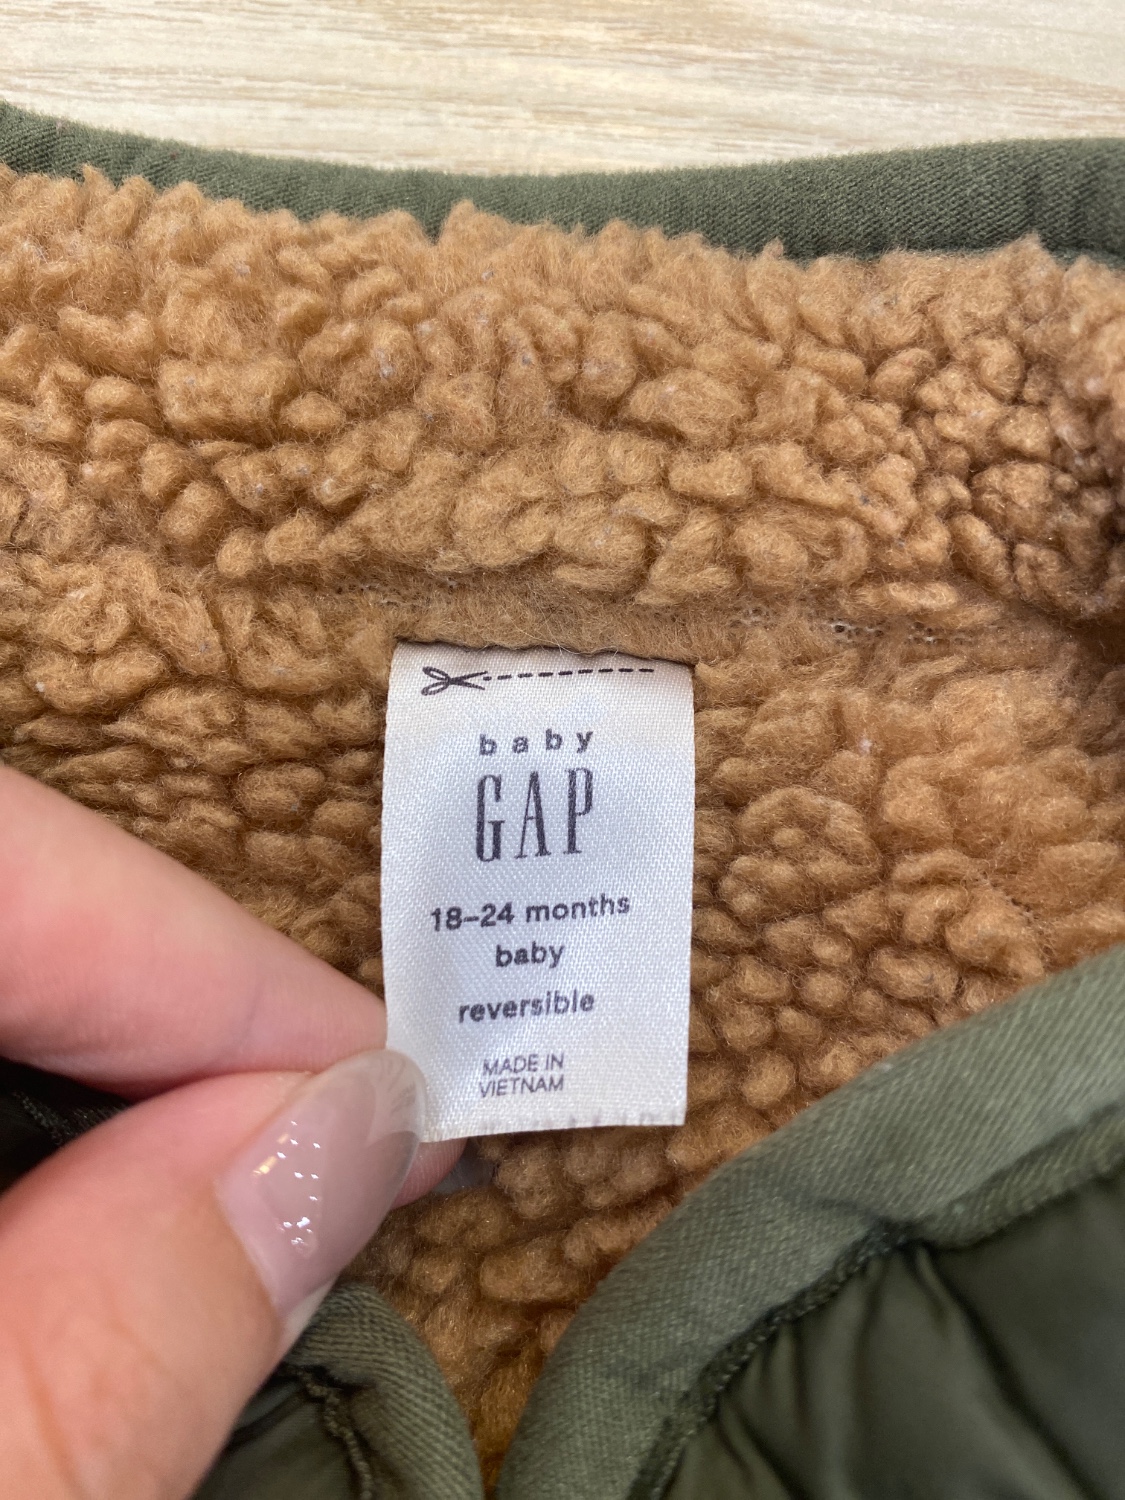 baby
GAP
18–24 months
baby
reversible
MADE IN
VIETNAM